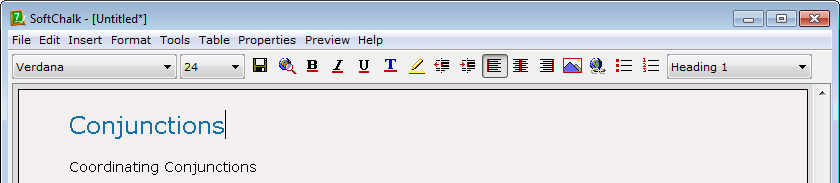 SoftChalk - [Untitled*]
File Edit Insert Format Tools Table Properties Preview Help
Verdana 24 B I U T Heading 1
Conjunctions
Coordinating Conjunctions